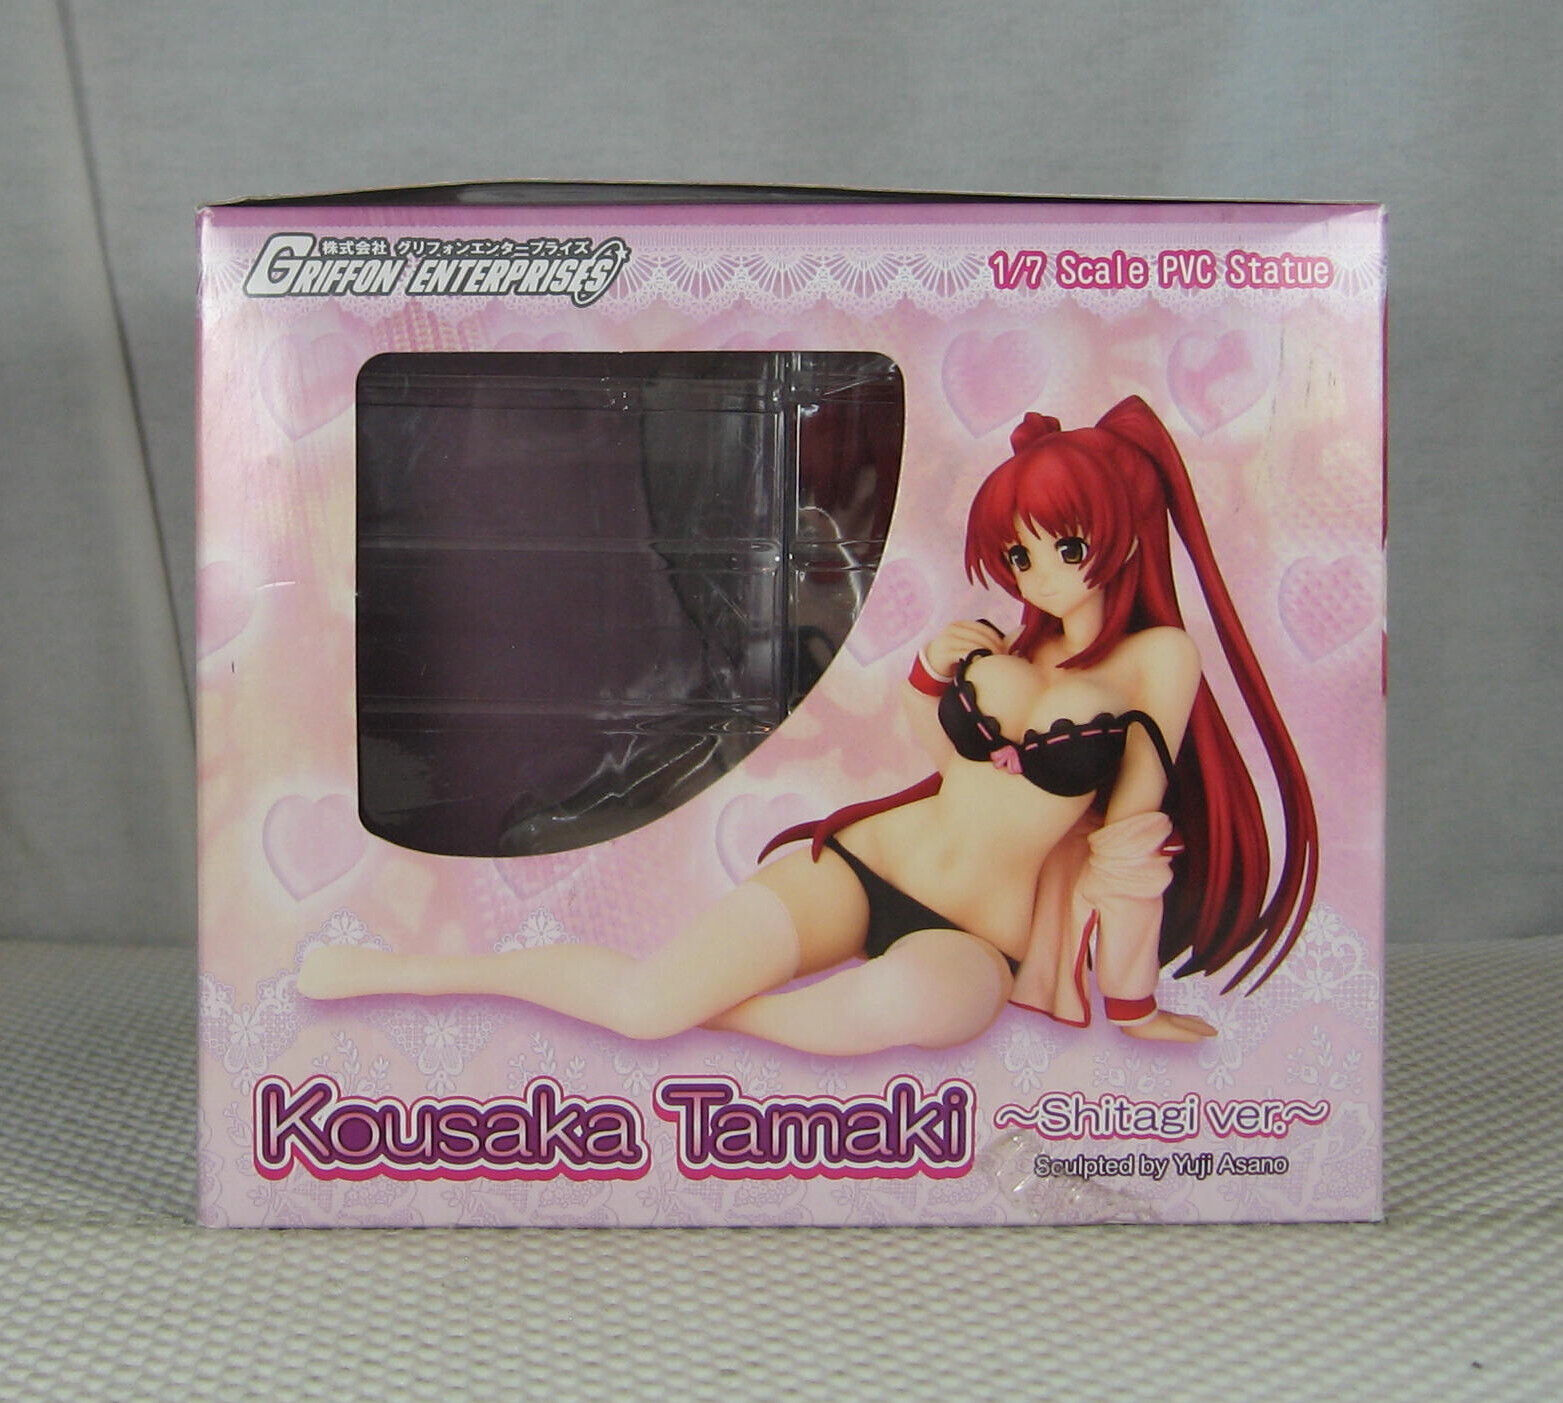 株式会社 グリフォンエンタープライズ
GRIFFON ENTERPRISES
1/7 Scale PVC Statue
Kousaka Tamaki
~Shitagi ver.~
Sculpted by Yuji Asano